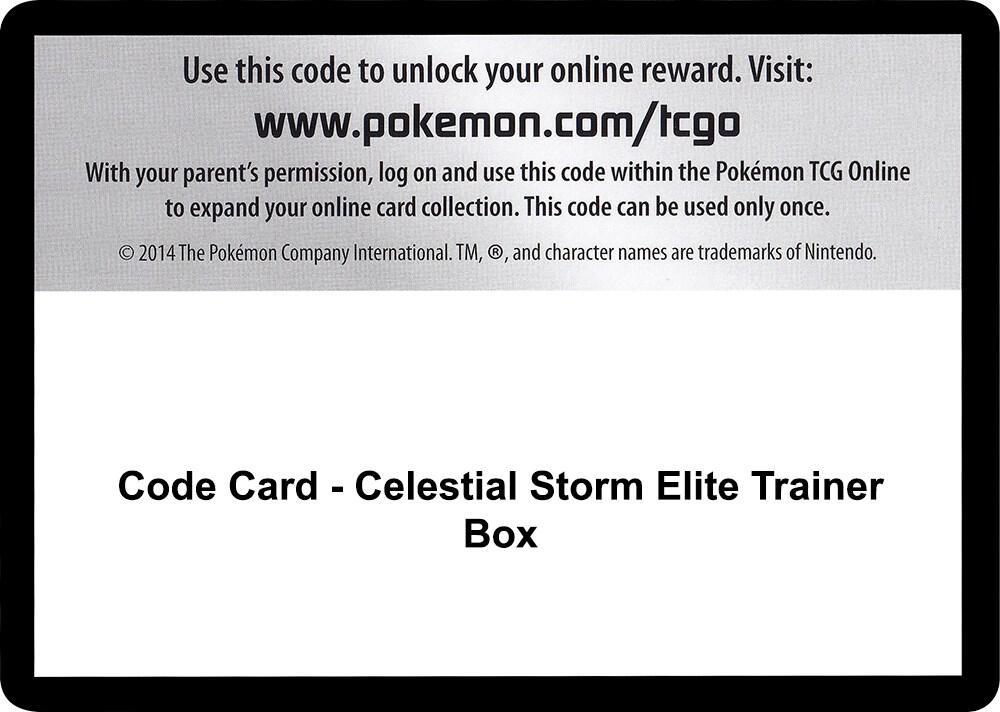 Use this code to unlock your online reward. Visit:
www.pokemon.com/tcgo
With your parent's permission, log on and use this code within the Pokémon TCG Online
to expand your online card collection. This code can be used only once.
© 2014 The Pokémon Company International. TM, ®, and character names are trademarks of Nintendo.
Code Card - Celestial Storm Elite Trainer
Box